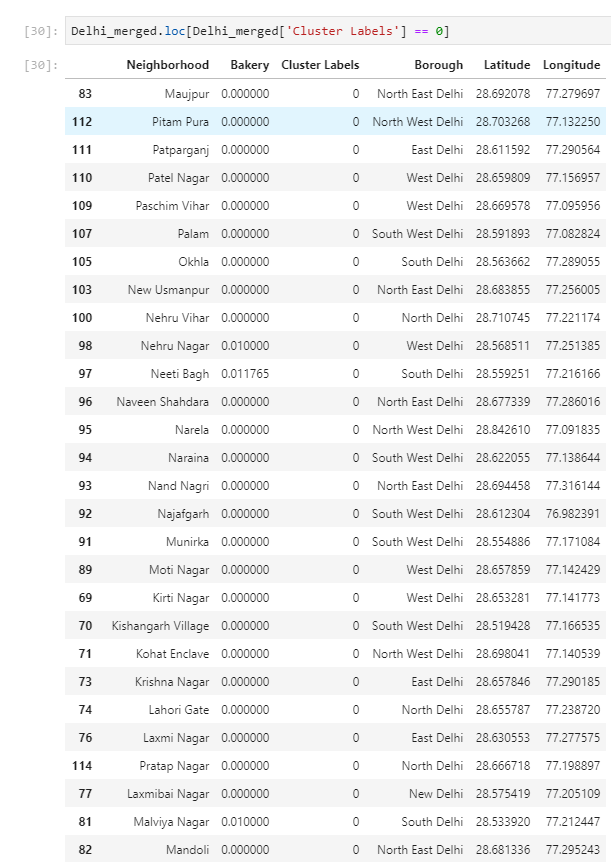 [30]: Delhi_merged.loc[Delhi_merged['Cluster Labels'] == 0]
[30]: Neighborhood Bakery Cluster Labels Borough Latitude Longitude
83 Maujpur 0.000000 0 North East Delhi 28.692078 77.279697
112 Pitam Pura 0.000000 0 North West Delhi 28.703268 77.132250
111 Patparganj 0.000000 0 East Delhi 28.611592 77.290564
110 Patel Nagar 0.000000 0 West Delhi 28.659809 77.156957
109 Paschim Vihar 0.000000 0 West Delhi 28.669578 77.095956
107 Palam 0.000000 0 South West Delhi 28.591893 77.082824
105 Okhla 0.000000 0 South Delhi 28.563662 77.289055
103 New Usmanpur 0.000000 0 North East Delhi 28.683855 77.256005
100 Nehru Vihar 0.000000 0 North Delhi 28.710745 77.221174
98 Nehru Nagar 0.010000 0 West Delhi 28.568511 77.251385
97 Neeti Bagh 0.011765 0 South Delhi 28.559251 77.216166
96 Naveen Shahdara 0.000000 0 North East Delhi 28.677339 77.286016
95 Narela 0.000000 0 North West Delhi 28.842610 77.091835
94 Naraina 0.000000 0 South West Delhi 28.622055 77.138644
93 Nand Nagri 0.000000 0 North East Delhi 28.694458 77.316144
92 Najafgarh 0.000000 0 South West Delhi 28.612304 76.982391
91 Munirka 0.000000 0 South West Delhi 28.554886 77.171084
89 Moti Nagar 0.000000 0 West Delhi 28.657859 77.142429
69 Kirti Nagar 0.000000 0 West Delhi 28.653281 77.141773
70 Kishangarh Village 0.000000 0 South West Delhi 28.519428 77.166535
71 Kohat Enclave 0.000000 0 North West Delhi 28.698041 77.140539
73 Krishna Nagar 0.000000 0 East Delhi 28.657846 77.290185
74 Lahori Gate 0.000000 0 North Delhi 28.655787 77.238720
76 Laxmi Nagar 0.000000 0 East Delhi 28.630553 77.277575
114 Pratap Nagar 0.000000 0 North Delhi 28.666718 77.198897
77 Laxmibai Nagar 0.000000 0 New Delhi 28.575419 77.205109
81 Malviya Nagar 0.010000 0 South Delhi 28.533920 77.212447
82 Mandoli 0.000000 0 North East Delhi 28.681336 77.295243